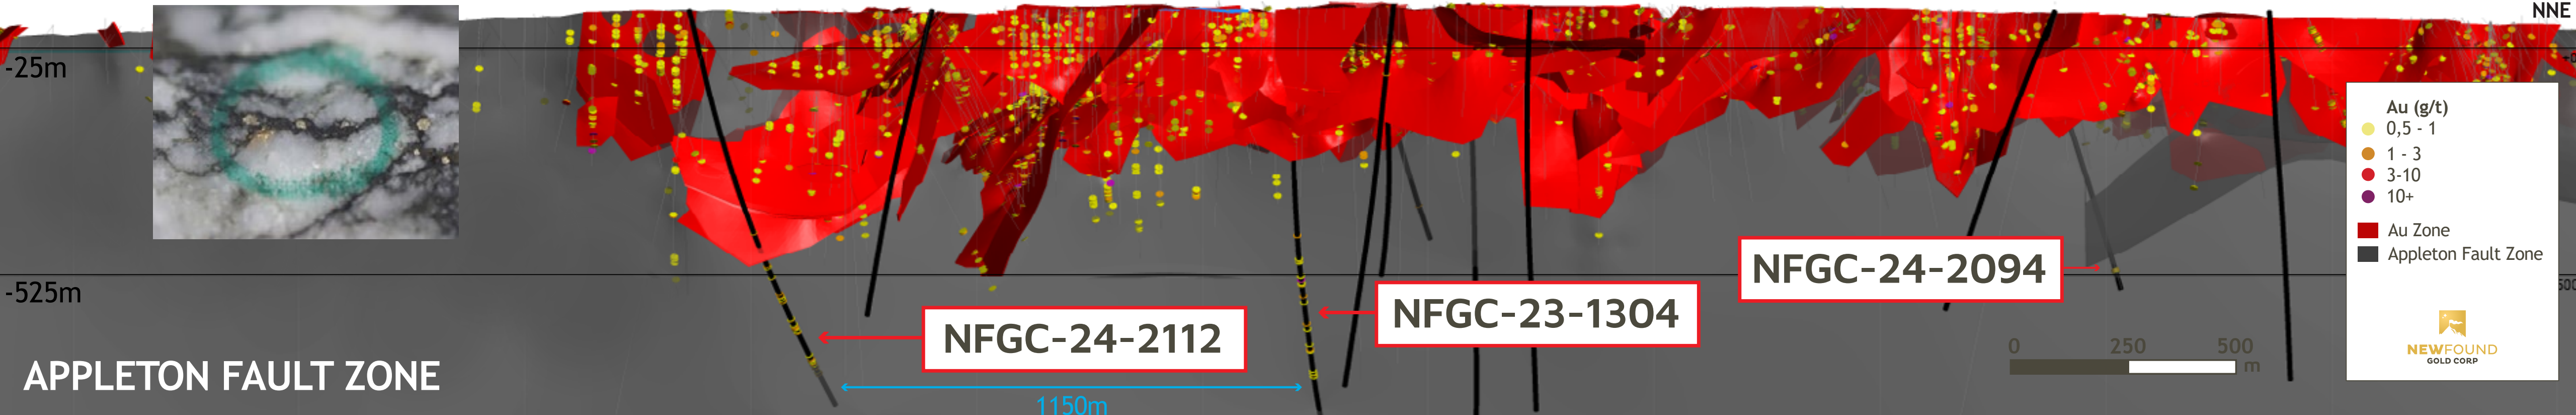 NNE
-25m
-525m
Au (g/t)
0,5 - 1
1 - 3
3-10
10+
Au Zone
Appleton Fault Zone
NFGC-24-2094
NFGC-23-1304
NFGC-24-2112
0 250 500
m
NEWFOUND
GOLD CORP
APPLETON FAULT ZONE
1150m